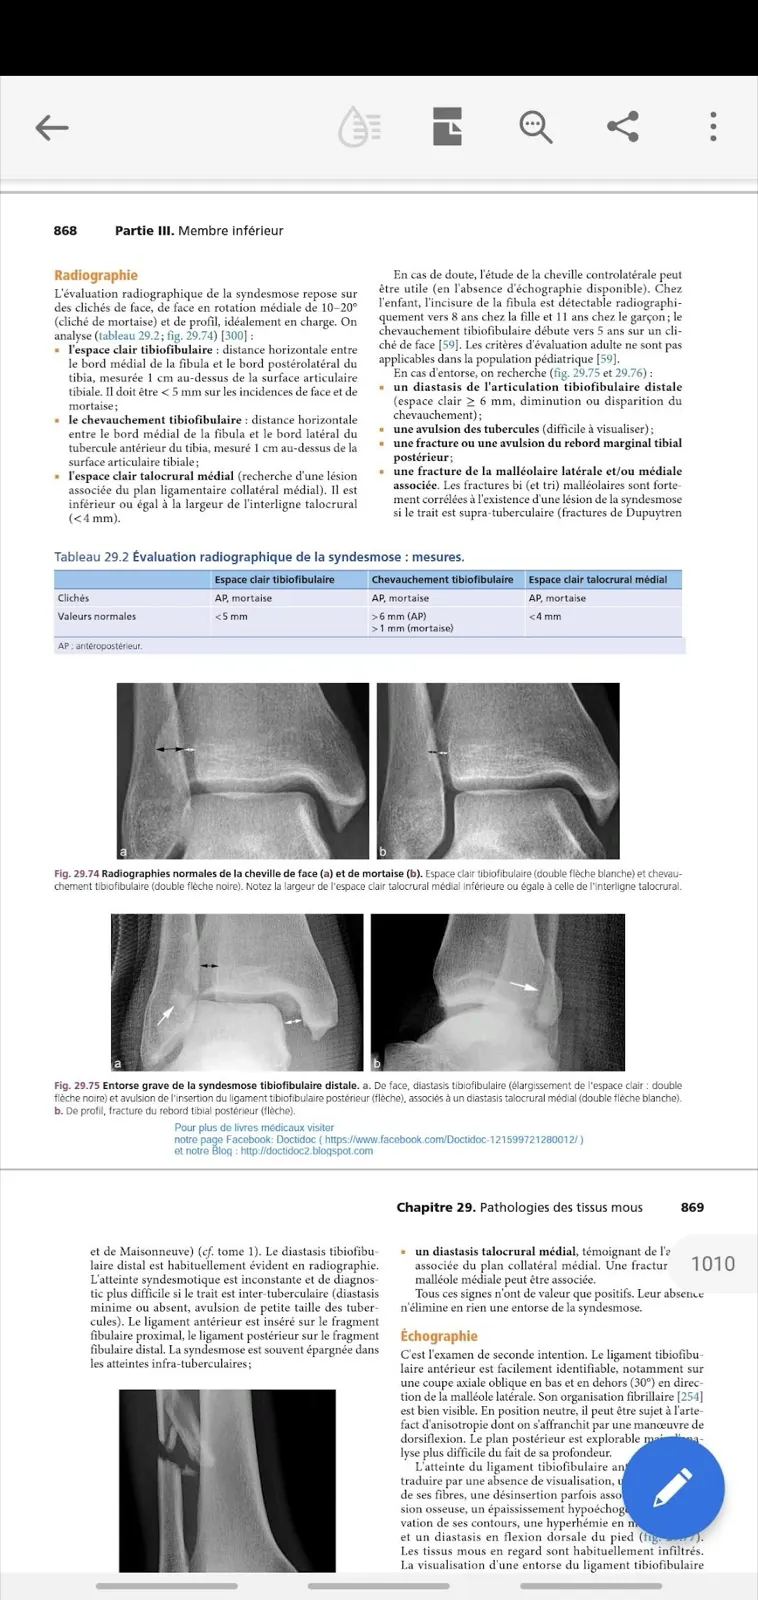 868 Partie III. Membre inférieur
Radiographie
L'évaluation radiographique de la syndesmose repose sur
des clichés de face, de face en rotation médiale de 10–20°
(cliché de mortaise) et de profil, idéalement en charge. On
analyse (tableau 29.2; fig. 29.74) [300] :
• l'espace clair tibiofibulaire : distance horizontale entre
le bord médial de la fibula et le bord postérolatéral du
tibia, mesurée 1 cm au-dessus de la surface articulaire
tibiale. Il doit être < 5 mm sur les incidences de face et de
mortaise;
• le chevauchement tibiofibulaire : distance horizontale
entre le bord médial de la fibula et le bord latéral du
tubercule antérieur du tibia, mesuré 1 cm au-dessus de la
surface articulaire tibiale;
• l'espace clair talocrural médial (recherche d'une lésion
associée du plan ligamentaire collatéral médial). Il est
inférieur ou égal à la largeur de l'interligne talocrural
(< 4 mm).
En cas de doute, l'étude de la cheville controlatérale peut
être utile (en l'absence d'échographie disponible). Chez
l'enfant, l'incisure de la fibula est détectable radiographi-
quement vers 8 ans chez la fille et 11 ans chez le garçon; le
chevauchement tibiofibulaire débute vers 5 ans sur un cli-
ché de face [59]. Les critères d'évaluation adulte ne sont pas
applicables dans la population pédiatrique [59].
En cas d'entorse, on recherche (fig. 29.75 et 29.76) :
• un diastasis de l'articulation tibiofibulaire distale
(espace clair ≥ 6 mm, diminution ou disparition du
chevauchement);
• une avulsion des tubercules (difficile à visualiser);
• une fracture ou une avulsion du rebord marginal tibial
postérieur;
• une fracture de la malléolaire latérale et/ou médiale
associée. Les fractures bi (et tri) malléolaires sont forte-
ment corrélées à l'existence d'une lésion de la syndesmose
si le trait est supra-tuberculaire (fractures de Dupuytren
Tableau 29.2 Évaluation radiographique de la syndesmose : mesures.
Espace clair tibiofibulaire Chevauchement tibiofibulaire Espace clair talocrural médial
Clichés AP, mortaise AP, mortaise AP, mortaise
Valeurs normales <5 mm >6 mm (AP) <4 mm
>1 mm (mortaise)
AP : antéropostérieur.
a
b
Fig. 29.74 Radiographies normales de la cheville de face (a) et de mortaise (b). Espace clair tibiofibulaire (double flèche blanche) et chevau-
chement tibiofibulaire (double flèche noire). Notez la largeur de l'espace clair talocrural médial inférieure ou égale à celle de l'interligne talocrural.
a
b
Fig. 29.75 Entorse grave de la syndesmose tibiofibulaire distale. a. De face, diastasis tibiofibulaire (élargissement de l'espace clair : double
flèche noire) et avulsion de l'insertion du ligament tibiofibulaire postérieur (flèche), associés à un diastasis talocrural médial (double flèche blanche).
b. De profil, fracture du rebord tibial postérieur (flèche).
Pour plus de livres médicaux visiter
notre page Facebook: Doctidoc ( https://www.facebook.com/Doctidoc-121599721280012/ )
et notre Blog : http://doctidoc2.blogspot.com
Chapitre 29. Pathologies des tissus mous 869
et de Maisonneuve) (cf. tome 1). Le diastasis tibiofibu-
laire distal est habituellement évident en radiographie.
L'atteinte syndesmotique est inconstante et de diagnos-
tic plus difficile si le trait est inter-tuberculaire (diastasis
minime ou absent, avulsion de petite taille des tuber-
cules). Le ligament antérieur est inséré sur le fragment
fibulaire proximal, le ligament postérieur sur le fragment
fibulaire distal. La syndesmose est souvent épargnée dans
les atteintes infra-tuberculaires;
• un diastasis talocrural médial, témoignant de l'a
associée du plan collatéral médial. Une fractur
malléole médiale peut être associée.
Tous ces signes n'ont de valeur que positifs. Leur absence
n'élimine en rien une entorse de la syndesmose.
1010
Échographie
C'est l'examen de seconde intention. Le ligament tibiofibu-
laire antérieur est facilement identifiable, notamment sur
une coupe axiale oblique en bas et en dehors (30°) en direc-
tion de la malléole latérale. Son organisation fibrillaire [254]
est bien visible. En position neutre, il peut être sujet à l'arte-
fact d'anisotropie dont on s'affranchit par une manœuvre de
dorsiflexion. Le plan postérieur est explorable
lyse plus difficile du fait de sa profondeur.
L'atteinte du ligament tibiofibulaire an
traduire par une absence de visualisation,
de ses fibres, une désinsertion parfois asso
sion osseuse, un épaississement hypoéchog
vation de ses contours, une hyperhémie en
et un diastasis en flexion dorsale du pied
Les tissus mous en regard sont habituellement infiltrés.
La visualisation d'une entorse du ligament tibiofibulaire